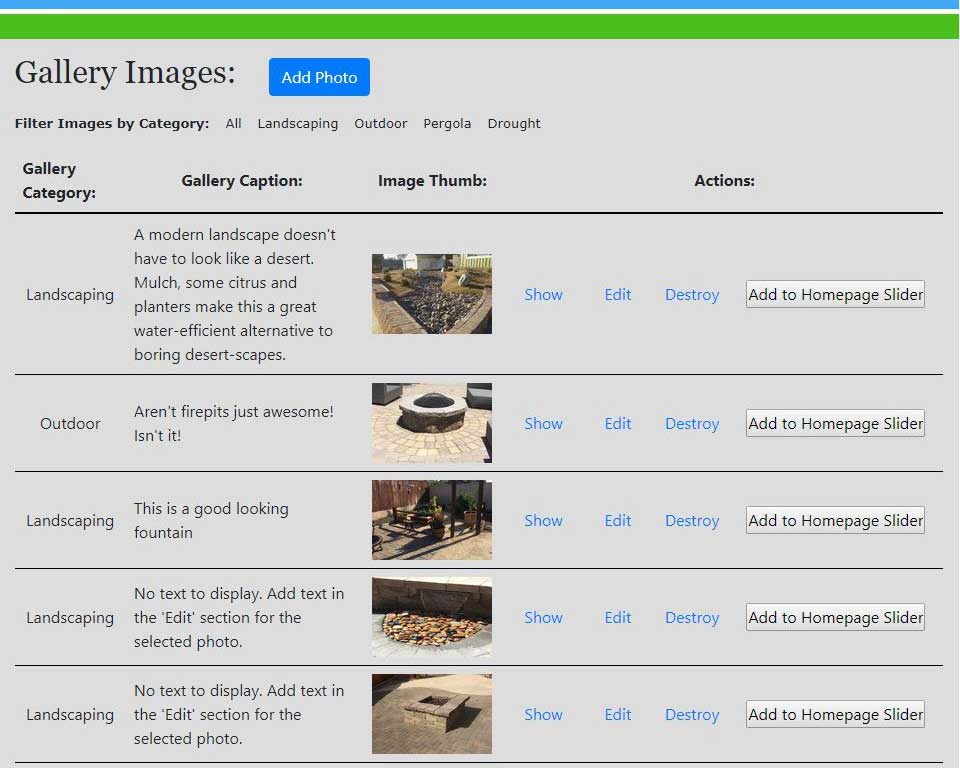 Gallery Images: Add Photo
Filter Images by Category: All Landscaping Outdoor Pergola Drought
Gallery
Category:
Gallery Caption:
Image Thumb:
Actions:
Landscaping
A modern landscape doesn't
have to look like a desert.
Mulch, some citrus and
planters make this a great
water-efficient alternative to
boring desert-scapes.
Show Edit Destroy Add to Homepage Slider
Outdoor
Aren't firepits just awesome!
Isn't it!
Show Edit Destroy Add to Homepage Slider
Landscaping
This is a good looking
fountain
Show Edit Destroy Add to Homepage Slider
Landscaping
No text to display. Add text in
the 'Edit' section for the
selected photo.
Show Edit Destroy Add to Homepage Slider
Landscaping
No text to display. Add text in
the 'Edit' section for the
selected photo.
Show Edit Destroy Add to Homepage Slider